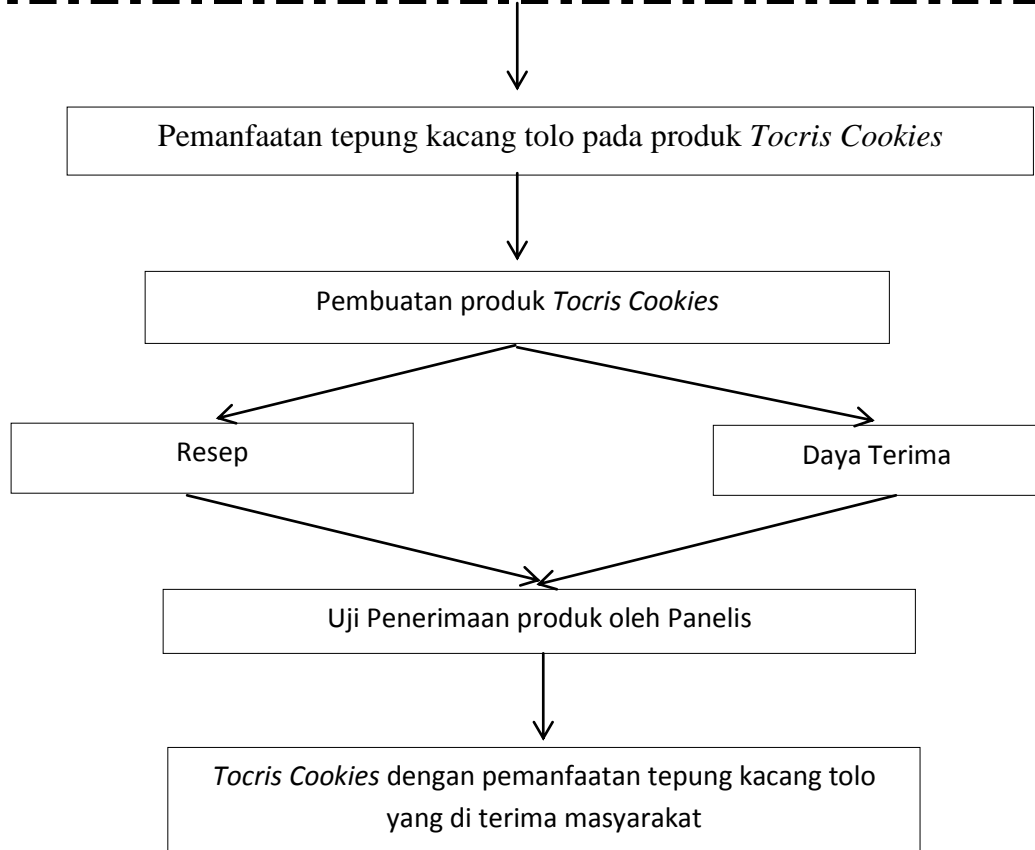 Pemanfaatan tepung kacang tolo pada produk Tocris Cookies
Pembuatan produk Tocris Cookies
Resep
Daya Terima
Uji Penerimaan produk oleh Panelis
Tocris Cookies dengan pemanfaatan tepung kacang tolo
yang di terima masyarakat